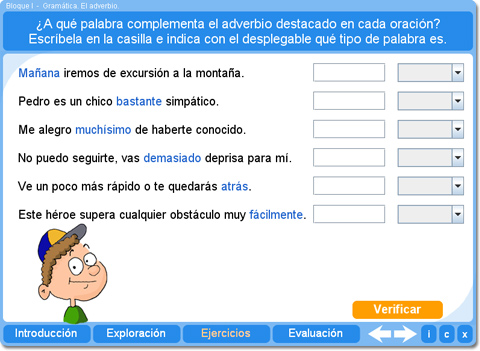 Bloque I - Gramática. El adverbio.
¿A qué palabra complementa el adverbio destacado en cada oración?
Escríbela en la casilla e indica con el desplegable qué tipo de palabra es.
Mañana iremos de excursión a la montaña.
Pedro es un chico bastante simpático.
Me alegro muchísimo de haberte conocido.
No puedo seguirte, vas demasiado deprisa para mí.
Ve un poco más rápido o te quedarás atrás.
Este héroe supera cualquier obstáculo muy fácilmente.
Verificar
Introducción Exploración Ejercicios Evaluación i c x